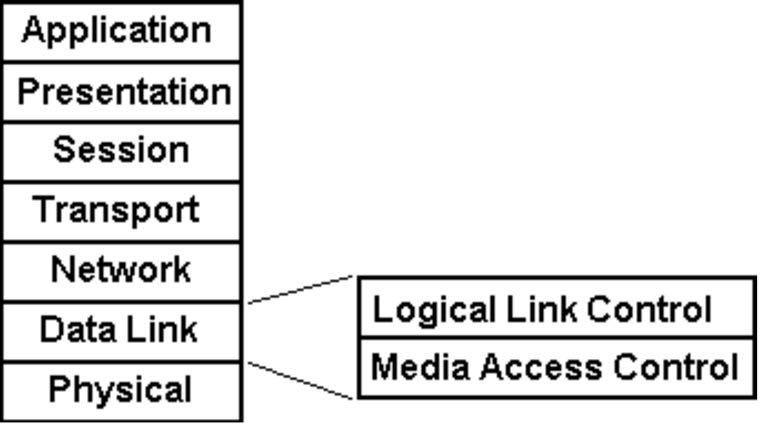 Application
Presentation
Session
Transport
Network
Data Link
Physical
Logical Link Control
Media Access Control